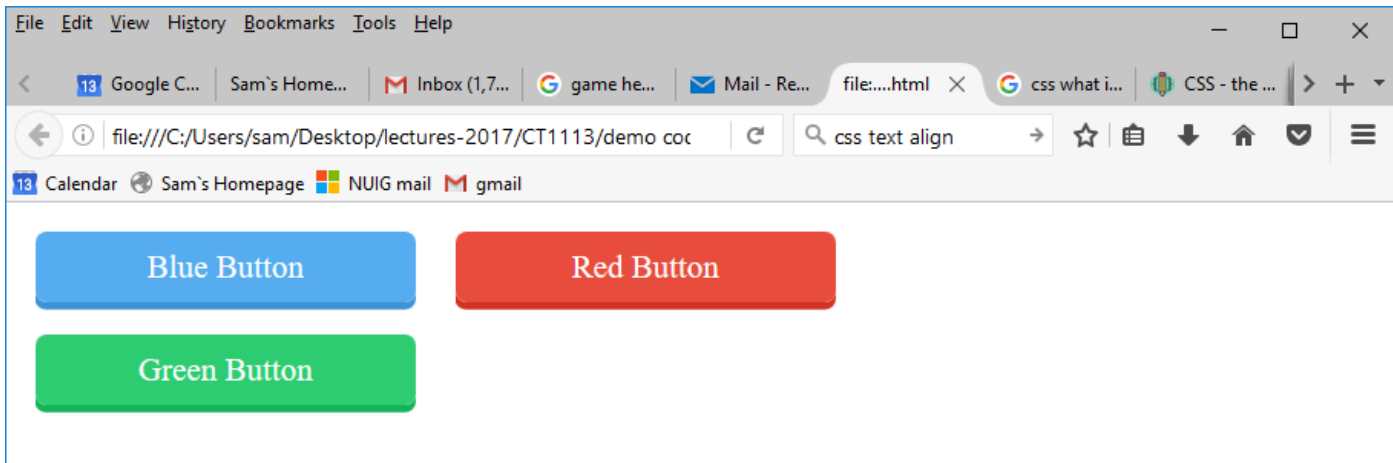 File Edit View History Bookmarks Tools Help
13 Google C... Sam`s Home... Inbox (1,7... game he... Mail - Re... file:....html css what i... CSS - the ...
file:///C:/Users/sam/Desktop/lectures-2017/CT1113/demo coc css text align
13 Calendar Sam`s Homepage NUIG mail gmail
Blue Button Red Button
Green Button